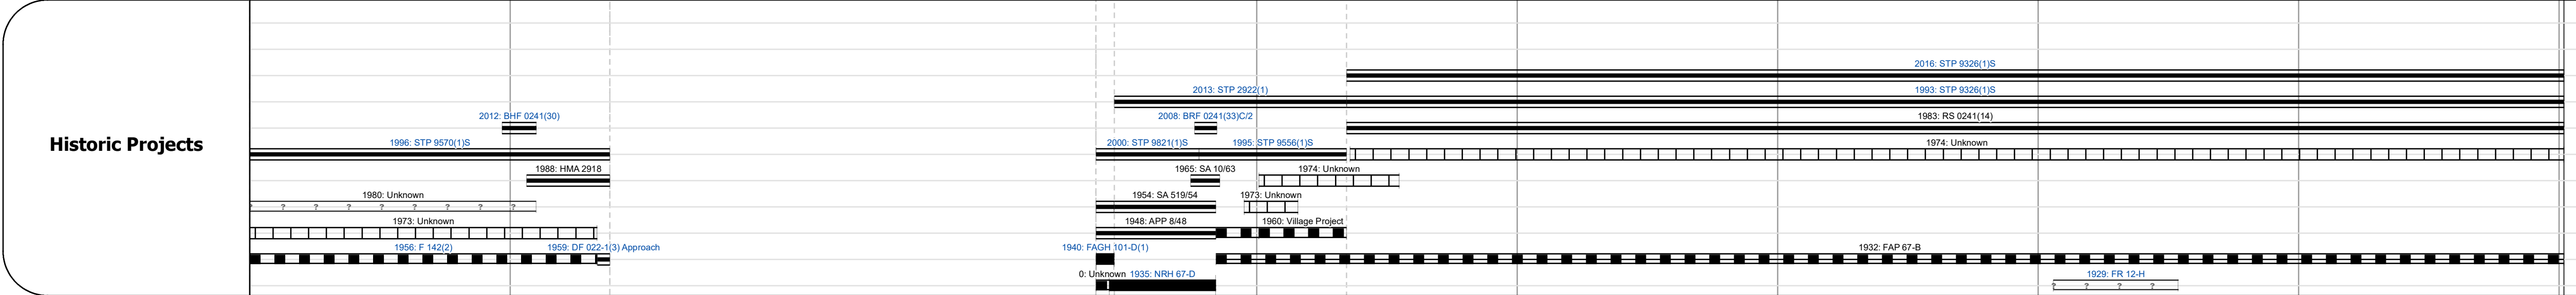 2016: STP 9326(1)S
2013: STP 2922(1) 1993: STP 9326(1)S
2012: BHF 0241(30) 2008: BRF 0241(33)C/2 1983: RS 0241(14)
Historic Projects
1996: STP 9570(1)S 2000: STP 9821(1)S 1995: STP 9556(1)S 1974: Unknown
1988: HMA 2918 1965: SA 10/63 1974: Unknown
1980: Unknown 1954: SA 519/54 1973: Unknown
? ? ? ? ? ? ? ?
1973: Unknown 1948: APP 8/48 1960: Village Project
1956: F 142(2) 1959: DF 022-1(3) Approach 1940: FAGH 101-D(1) 1932: FAP 67-B
0: Unknown 1935: NRH 67-D 1929: FR 12-H
? ? ? ?